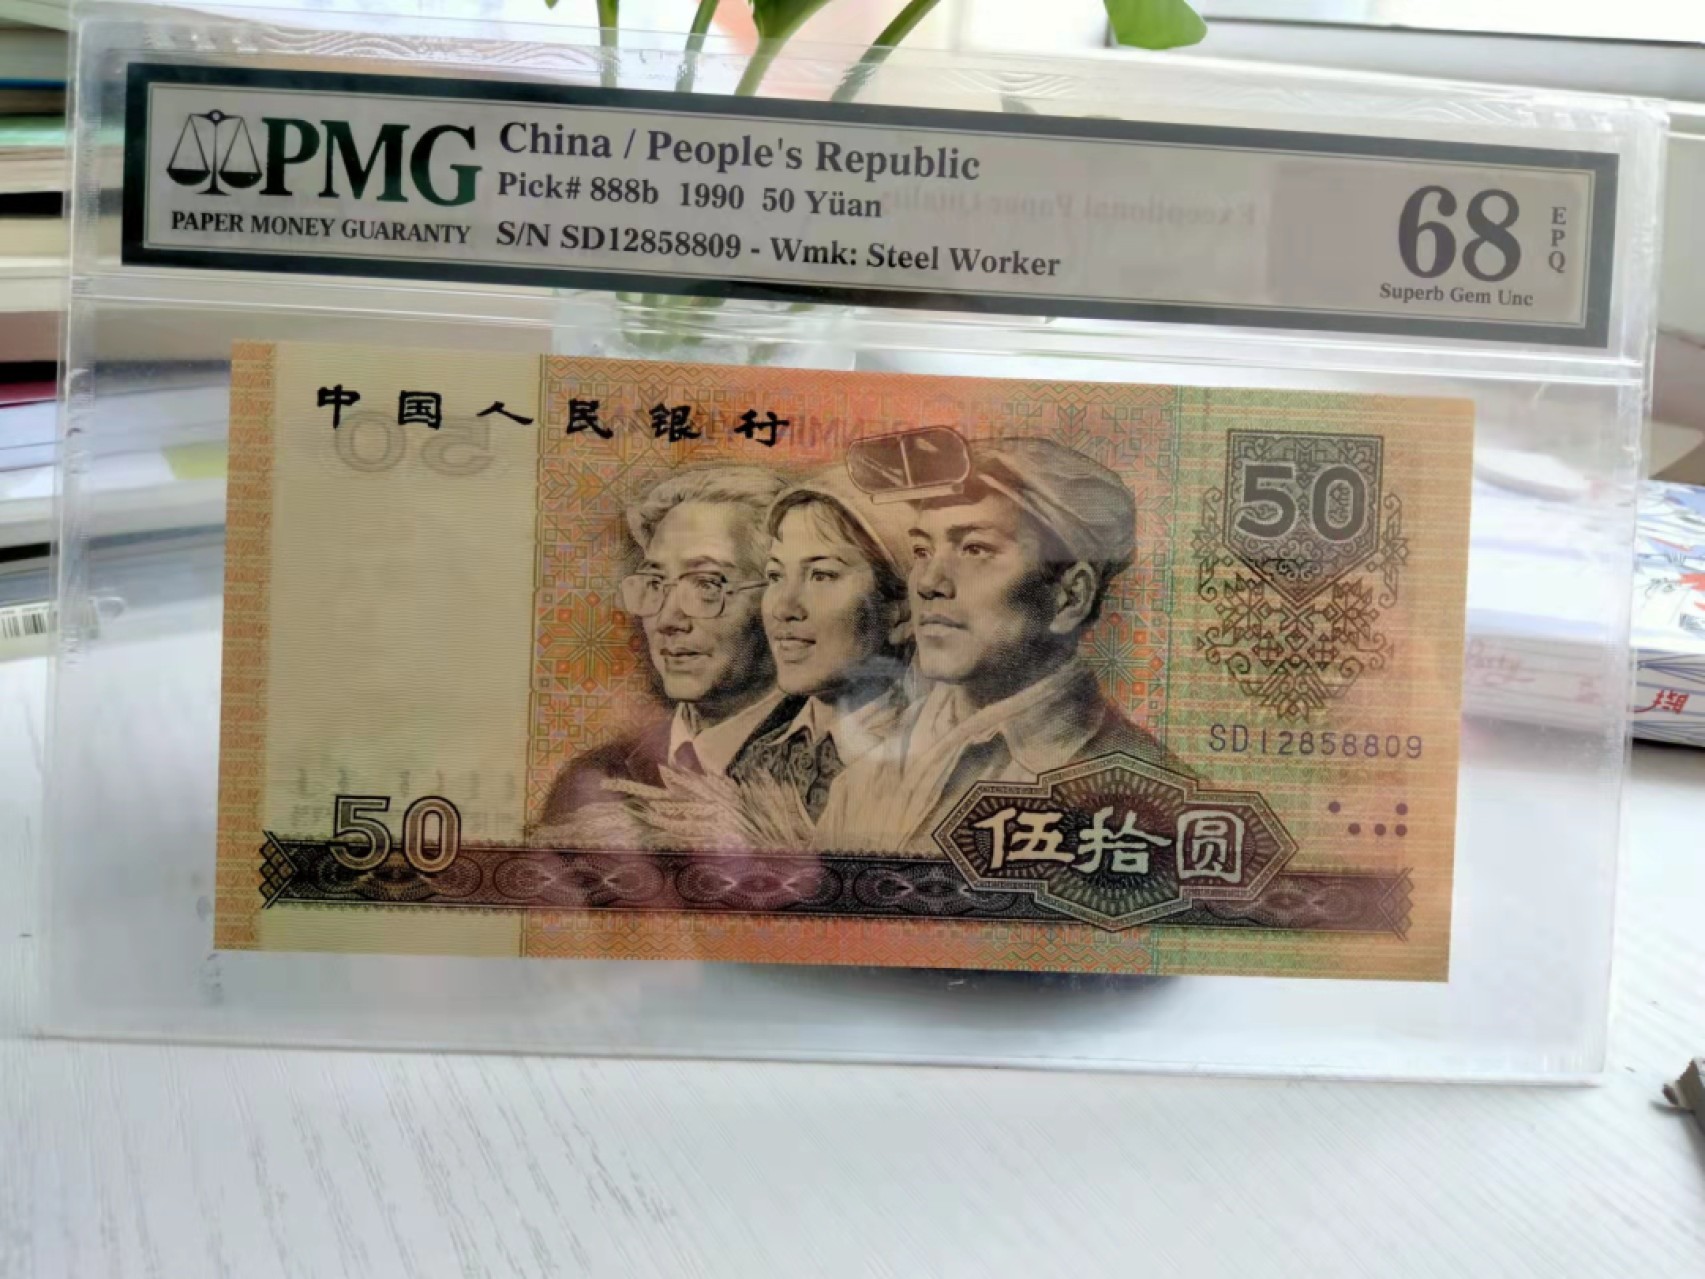 PMG
PAPER MONEY GUARANTY
China / People's Republic
Pick# 888b 1990 50 Yüan
S/N SD12858809 - Wmk: Steel Worker
68
EPQ
Superb Gem Unc
中国人民银行
50
SD12858809
50
伍拾圆